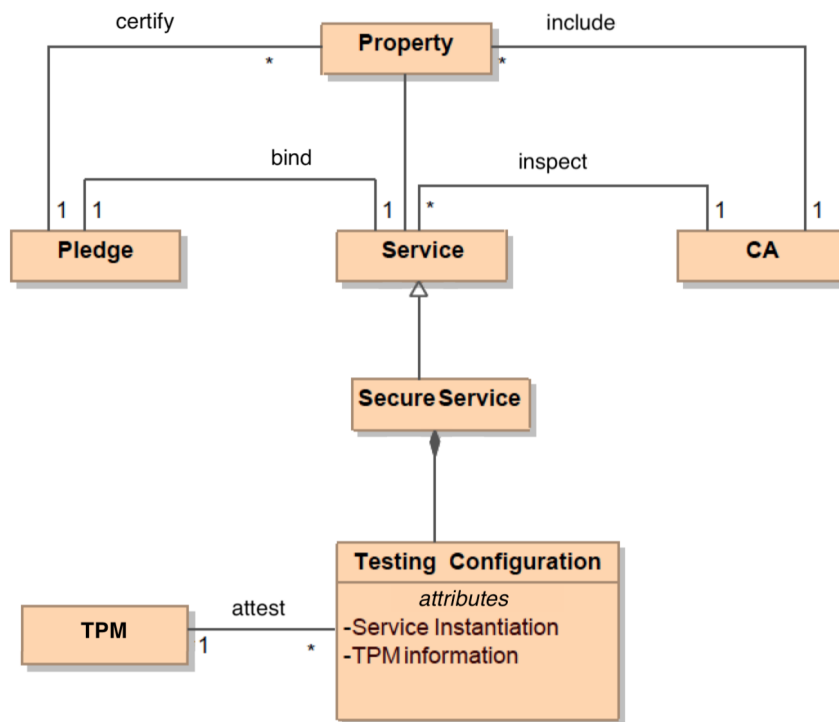 certify
Property
include
*
*
bind
inspect
1
1
1
*
1
1
Pledge
Service
CA
Secure Service
Testing Configuration
attributes
-Service Instantiation
-TPM information
TPM
attest
1
*